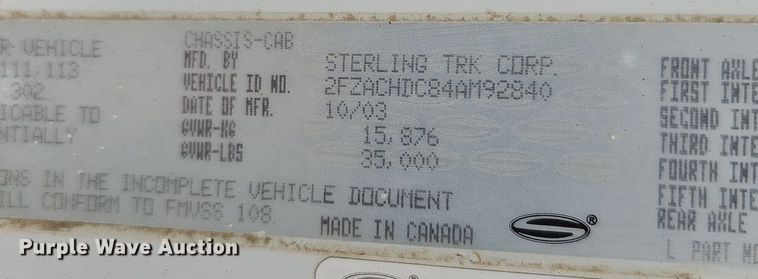 R VEHICLE
111, 113
302.
ICABLE TO
NTIALLY
CHASSIS-CAB
MFD. BY STERLING TRK CORP.
VEHICLE ID NO. 2FZACHDC84AM92840
DATE OF MFR. 10/03
GVWR-KG 15,876
GVWR-LBS 35,000
ONS IN THE INCOMPLETE VEHICLE DOCUMENT
ILL CONFORM TO FMVSS 108.
MADE IN CANADA
®
FRONT AXLE
FIRST INTE
SECOND INT
THIRD INTE
FOURTH INT
FIFTH INTE
REAR AXLE
L PART NO
Purple Wave Auction